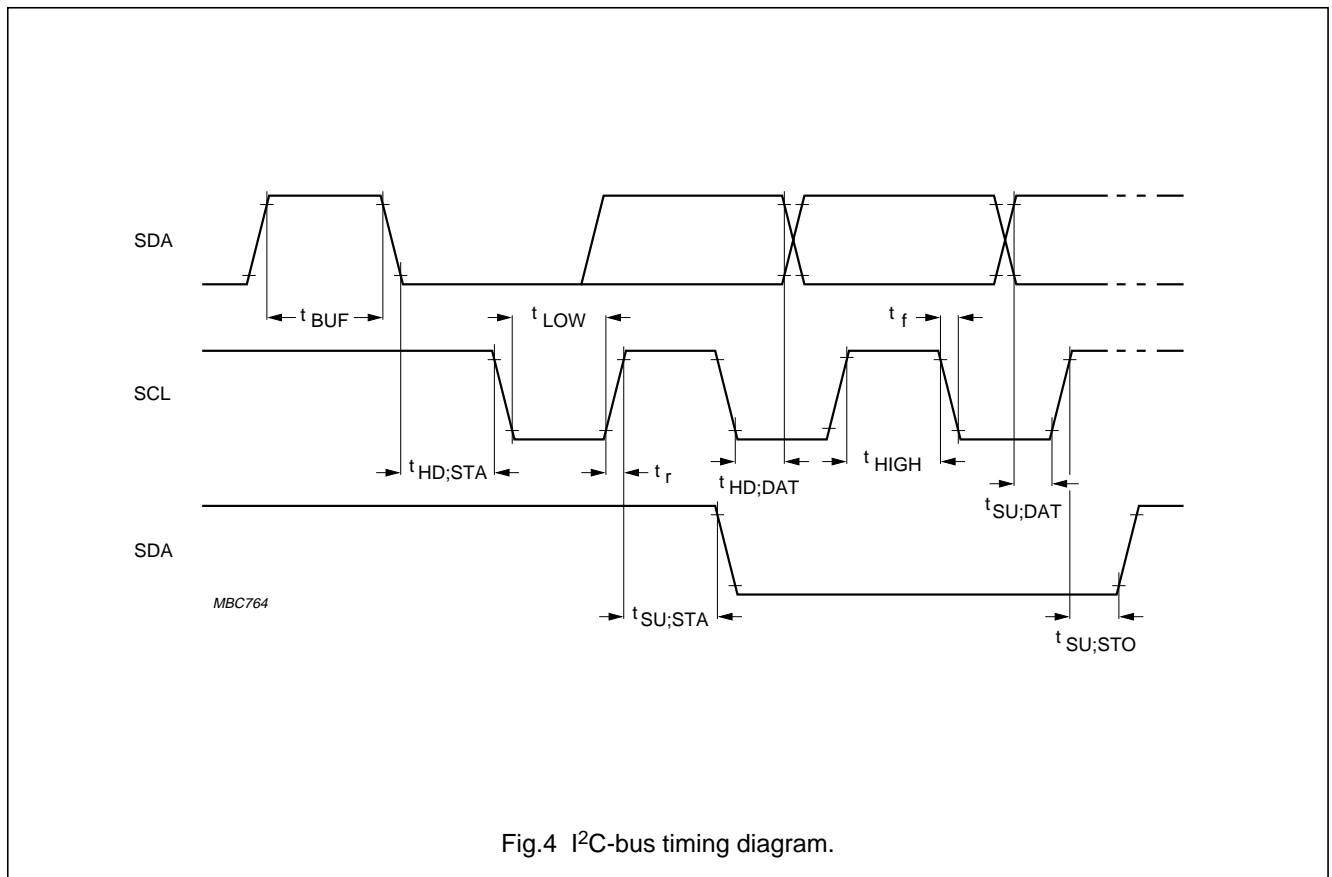 SDA
t BUF
t LOW
t f
SCL
t HD;STA
t r
t HD;DAT
t HIGH
t SU;DAT
SDA
MBC764
t SU;STA
t SU;STO
Fig.4 I²C-bus timing diagram.